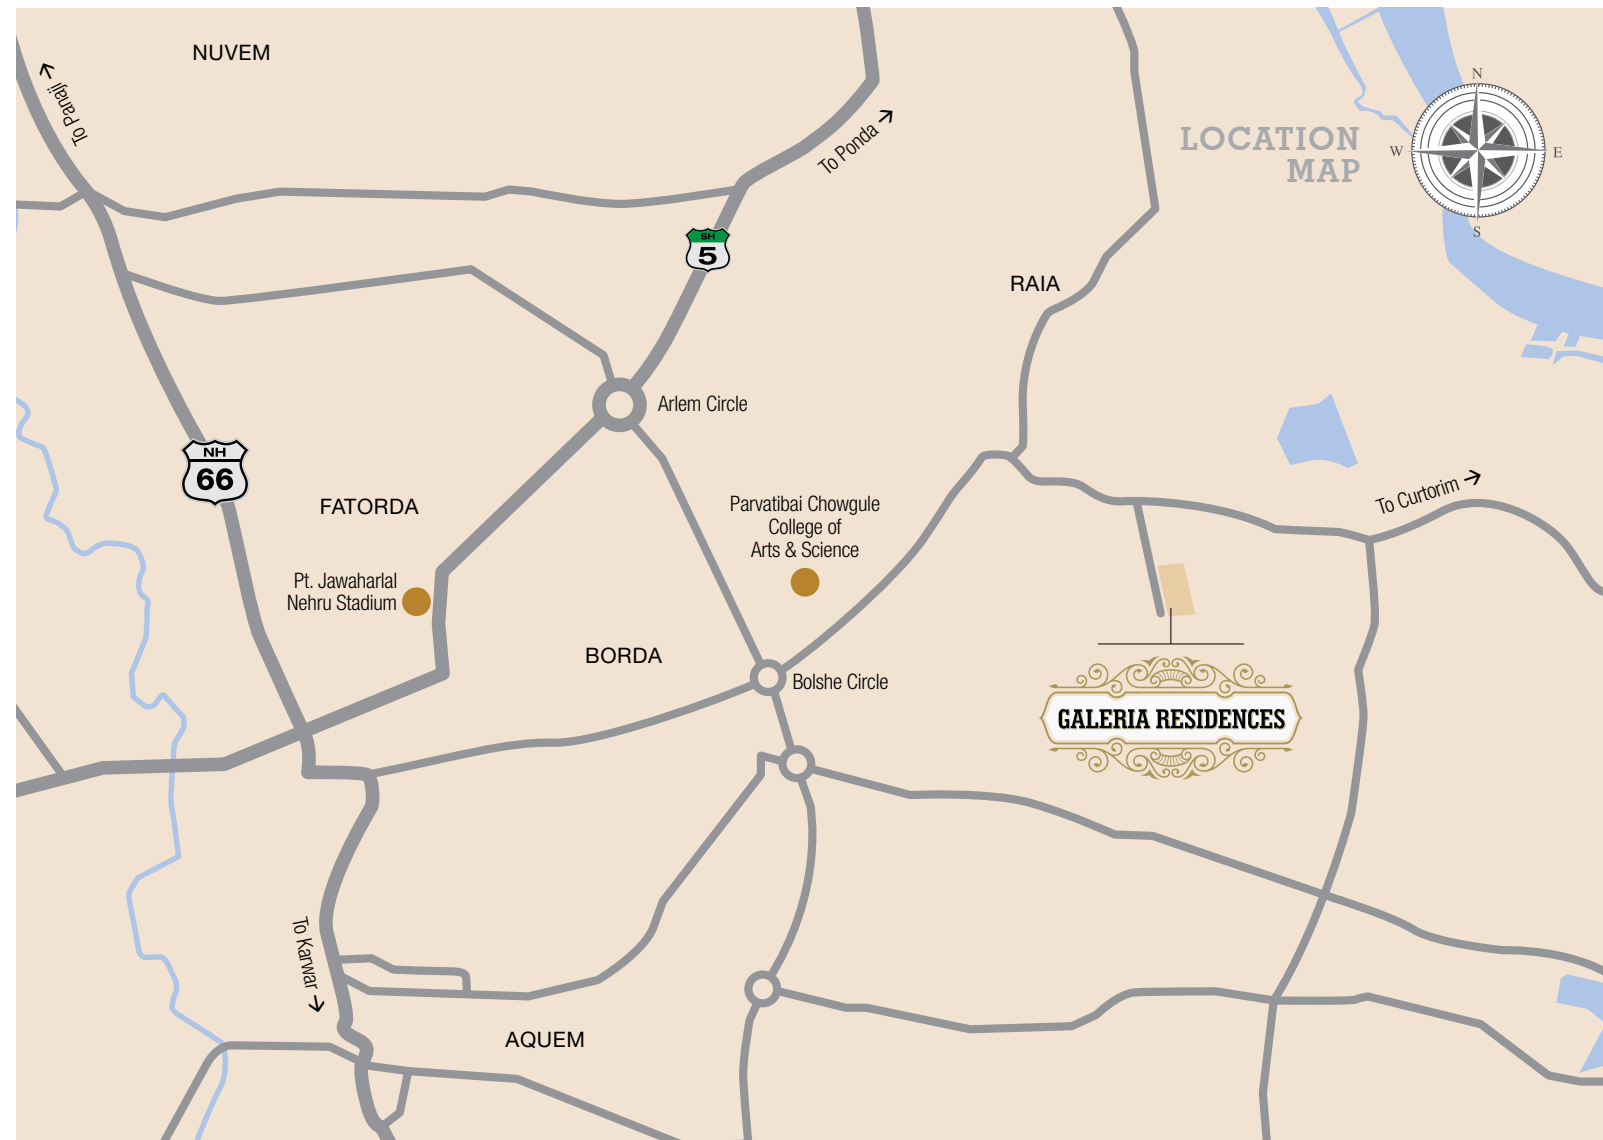 NUVEM
To Panaji
To Ponda
N
LOCATION
MAP
W
E
S
SH
5
RAIA
Arlem Circle
NH
66
FATORDA
Parvatibai Chowgule
College of
Arts & Science
To Curtorim
Pt. Jawaharlal
Nehru Stadium
BORDA
Bolshe Circle
GALERIA RESIDENCES
To Karwar
AQUEM